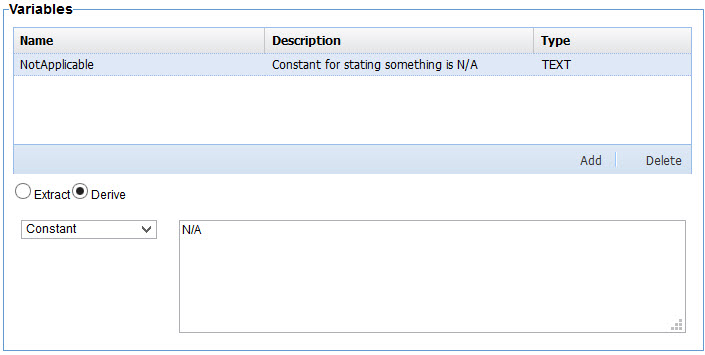 Variables
Name Description Type
NotApplicable Constant for stating something is N/A TEXT
Add Delete
Extract Derive
Constant N/A